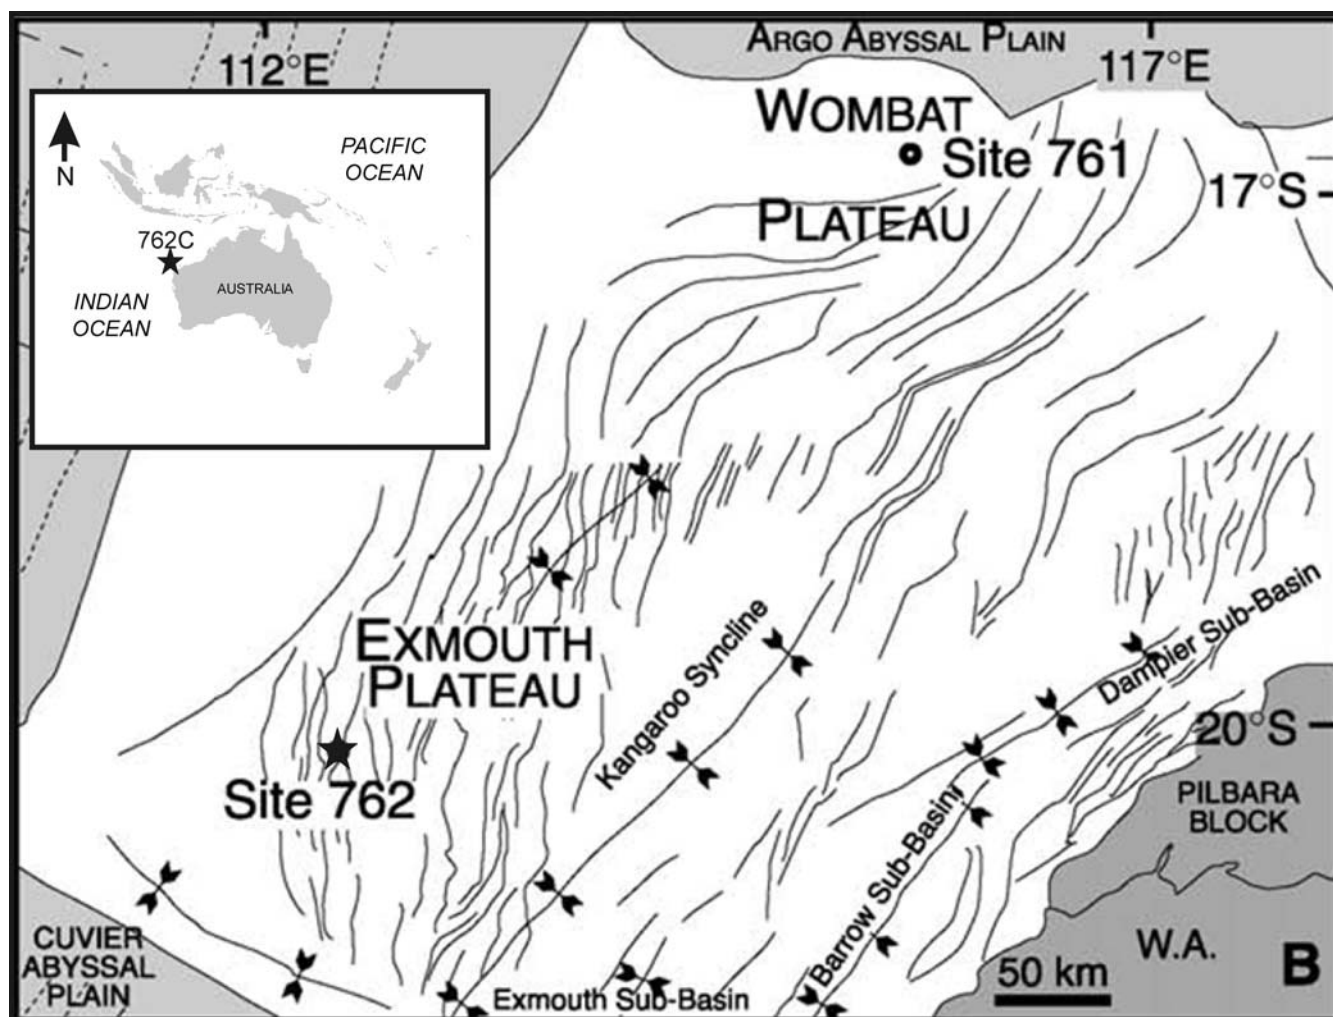 ARGO ABYSSAL PLAIN
112°E
117°E
WOMBAT
Site 761
17°S
PLATEAU
N
PACIFIC
OCEAN
762C
AUSTRALIA
INDIAN
OCEAN
EXMOUTH
PLATEAU
Kangaroo Syncline
Dampier Sub-Basin
20°S
Site 762
PILBARA
BLOCK
Barrow Sub-Basin
CUVIER
ABYSSAL
PLAIN
W.A.
B
50 km
Exmouth Sub-Basin